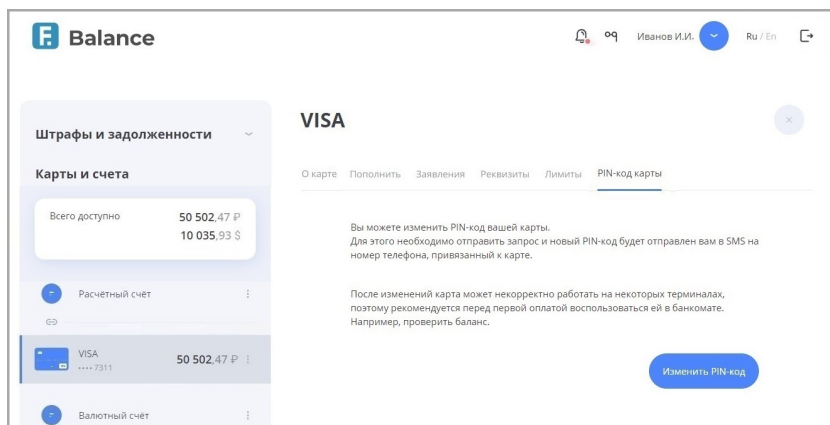 F. Balance
Иванов И.И.
Ru / En
Штрафы и задолженности
Карты и счета
Всего доступно 50 502,47 ₽
10 035,93 $
Расчётный счёт
VISA 50 502,47 ₽
•••• 7311
Валютный счёт
VISA
О карте Пополнить Заявления Реквизиты Лимиты PIN-код карты
Вы можете изменить PIN-код вашей карты.
Для этого необходимо отправить запрос и новый PIN-код будет отправлен вам в SMS на
номер телефона, привязанный к карте.
После изменений карта может некорректно работать на некоторых терминалах,
поэтому рекомендуется перед первой оплатой воспользоваться ей в банкомате.
Например, проверить баланс.
Изменить PIN-код